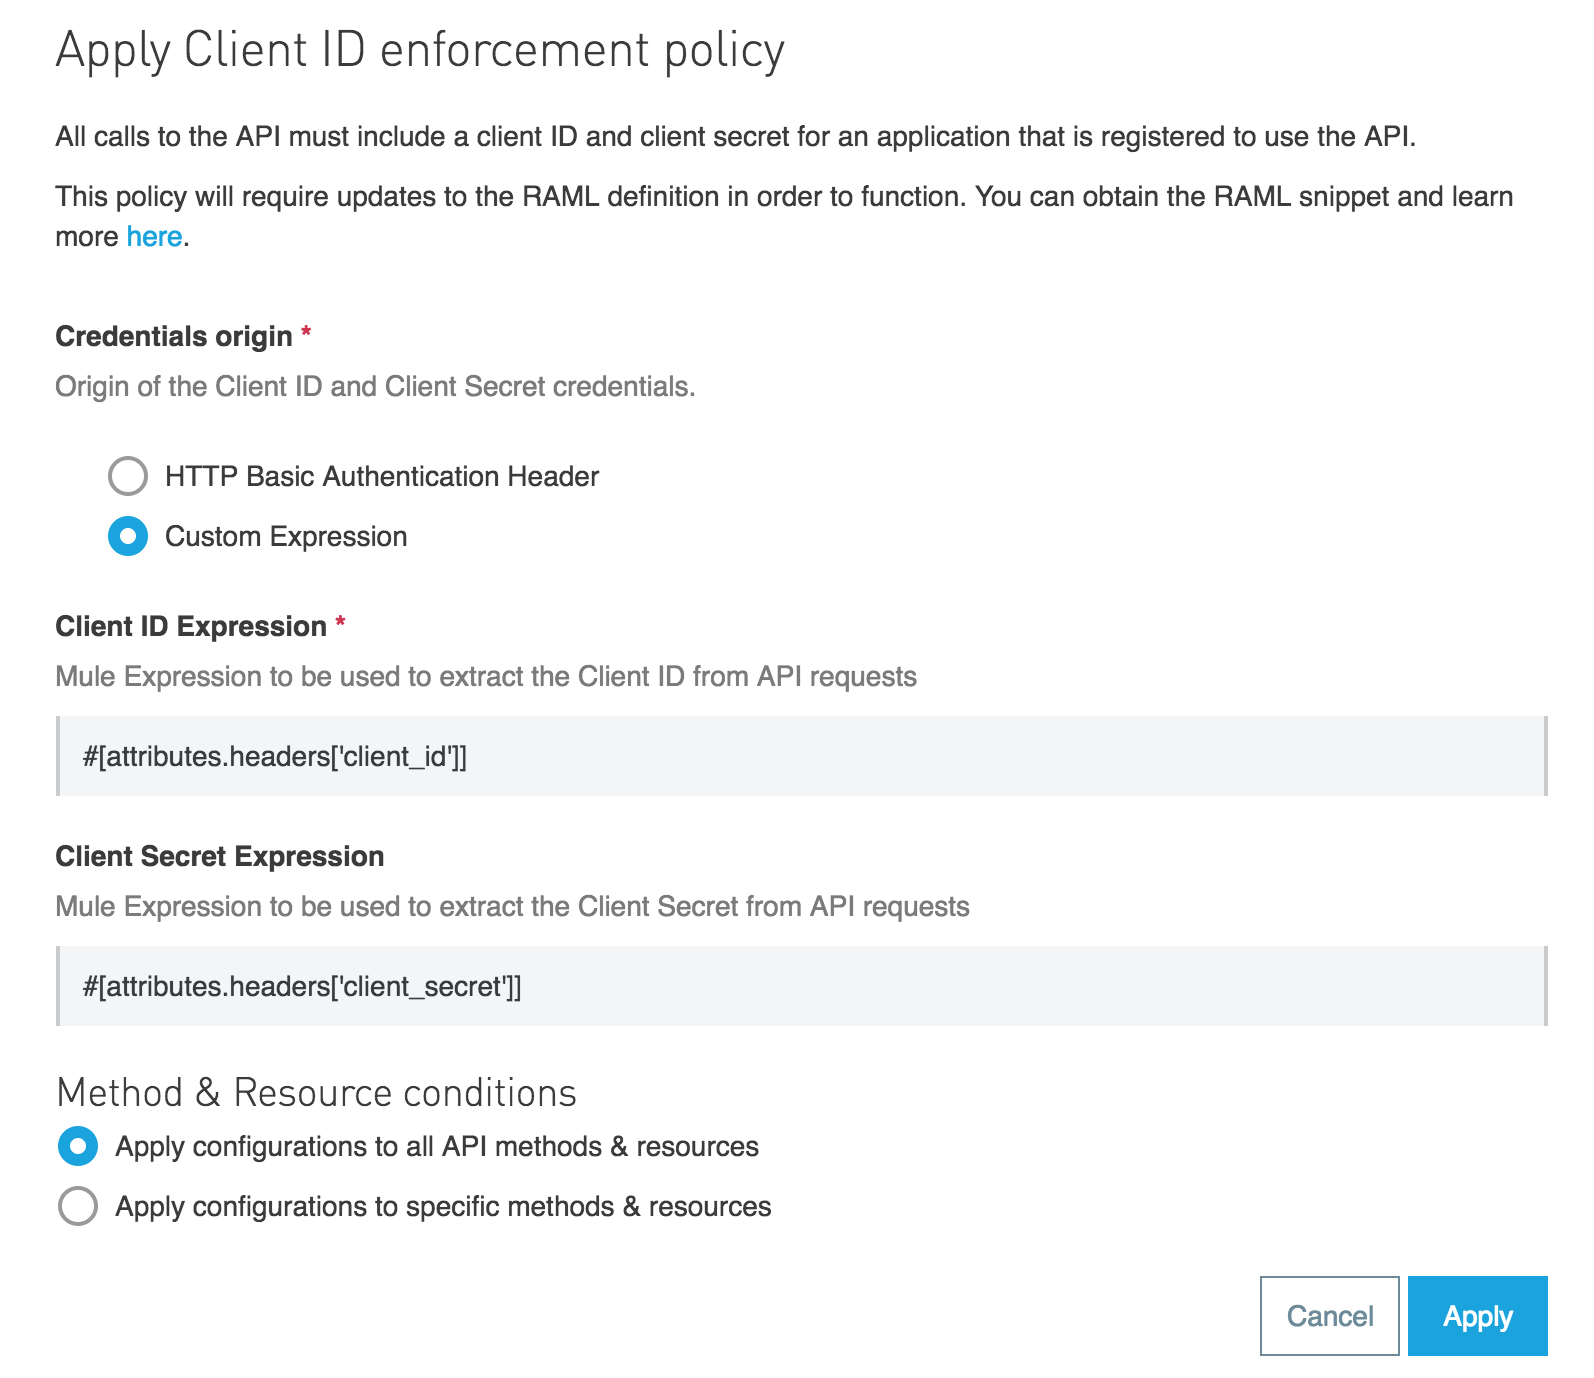 Apply Client ID enforcement policy
All calls to the API must include a client ID and client secret for an application that is registered to use the API.
This policy will require updates to the RAML definition in order to function. You can obtain the RAML snippet and learn
more here.
Credentials origin *
Origin of the Client ID and Client Secret credentials.
HTTP Basic Authentication Header
Custom Expression
Client ID Expression *
Mule Expression to be used to extract the Client ID from API requests
#[attributes.headers['client_id']]
Client Secret Expression
Mule Expression to be used to extract the Client Secret from API requests
#[attributes.headers['client_secret']]
Method & Resource conditions
Apply configurations to all API methods & resources
Apply configurations to specific methods & resources
Cancel Apply